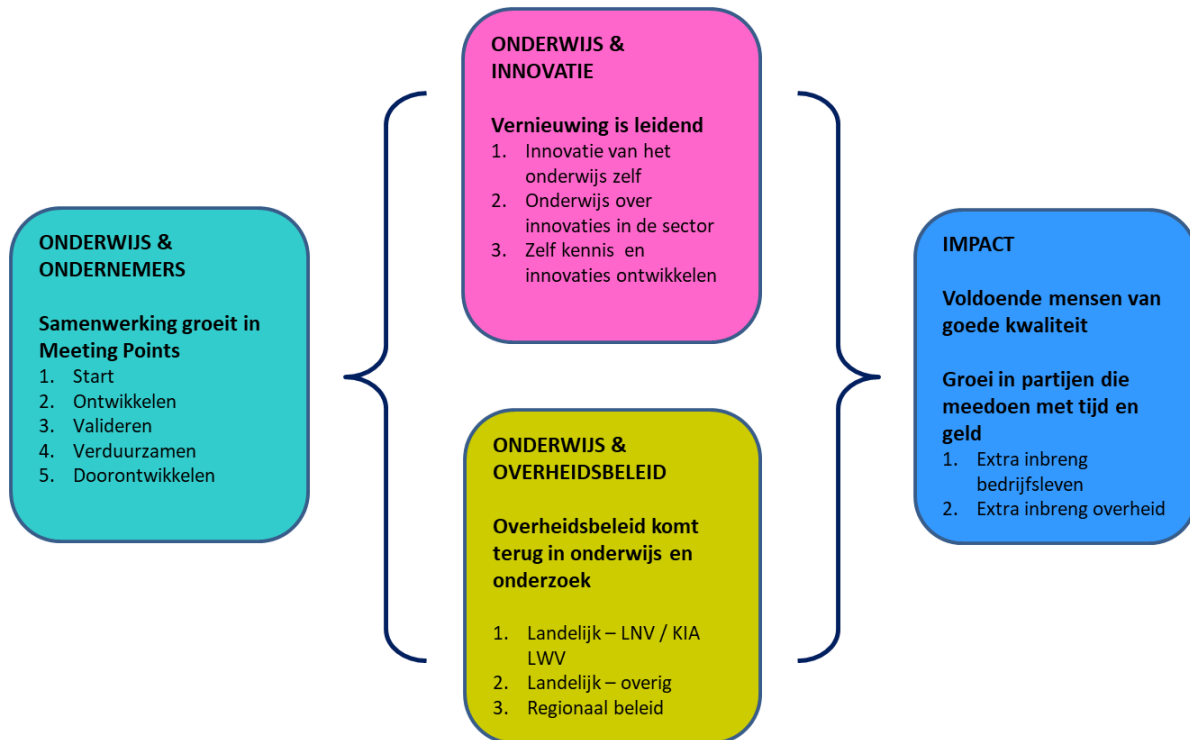 ONDERWIJS &
ONDERNEMERS
Samenwerking groeit in
Meeting Points
1. Start
2. Ontwikkelen
3. Valideren
4. Verduurzamen
5. Doorontwikkelen
ONDERWIJS &
INNOVATIE
Vernieuwing is leidend
1. Innovatie van het
onderwijs zelf
2. Onderwijs over
innovaties in de sector
3. Zelf kennis en
innovaties ontwikkelen
ONDERWIJS &
OVERHEIDSBELEID
Overheidsbeleid komt
terug in onderwijs en
onderzoek
1. Landelijk – LNV / KIA
LWV
2. Landelijk – overig
3. Regionaal beleid
IMPACT
Voldoende mensen van
goede kwaliteit
Groei in partijen die
meedoen met tijd en
geld
1. Extra inbreng
bedrijfsleven
2. Extra inbreng overheid